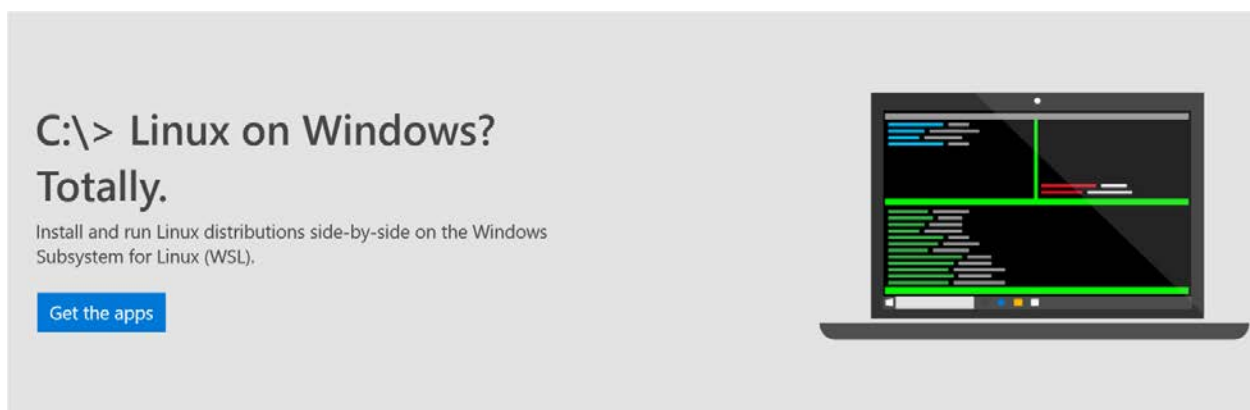 C:\> Linux on Windows?
Totally.
Install and run Linux distributions side-by-side on the Windows
Subsystem for Linux (WSL).
Get the apps